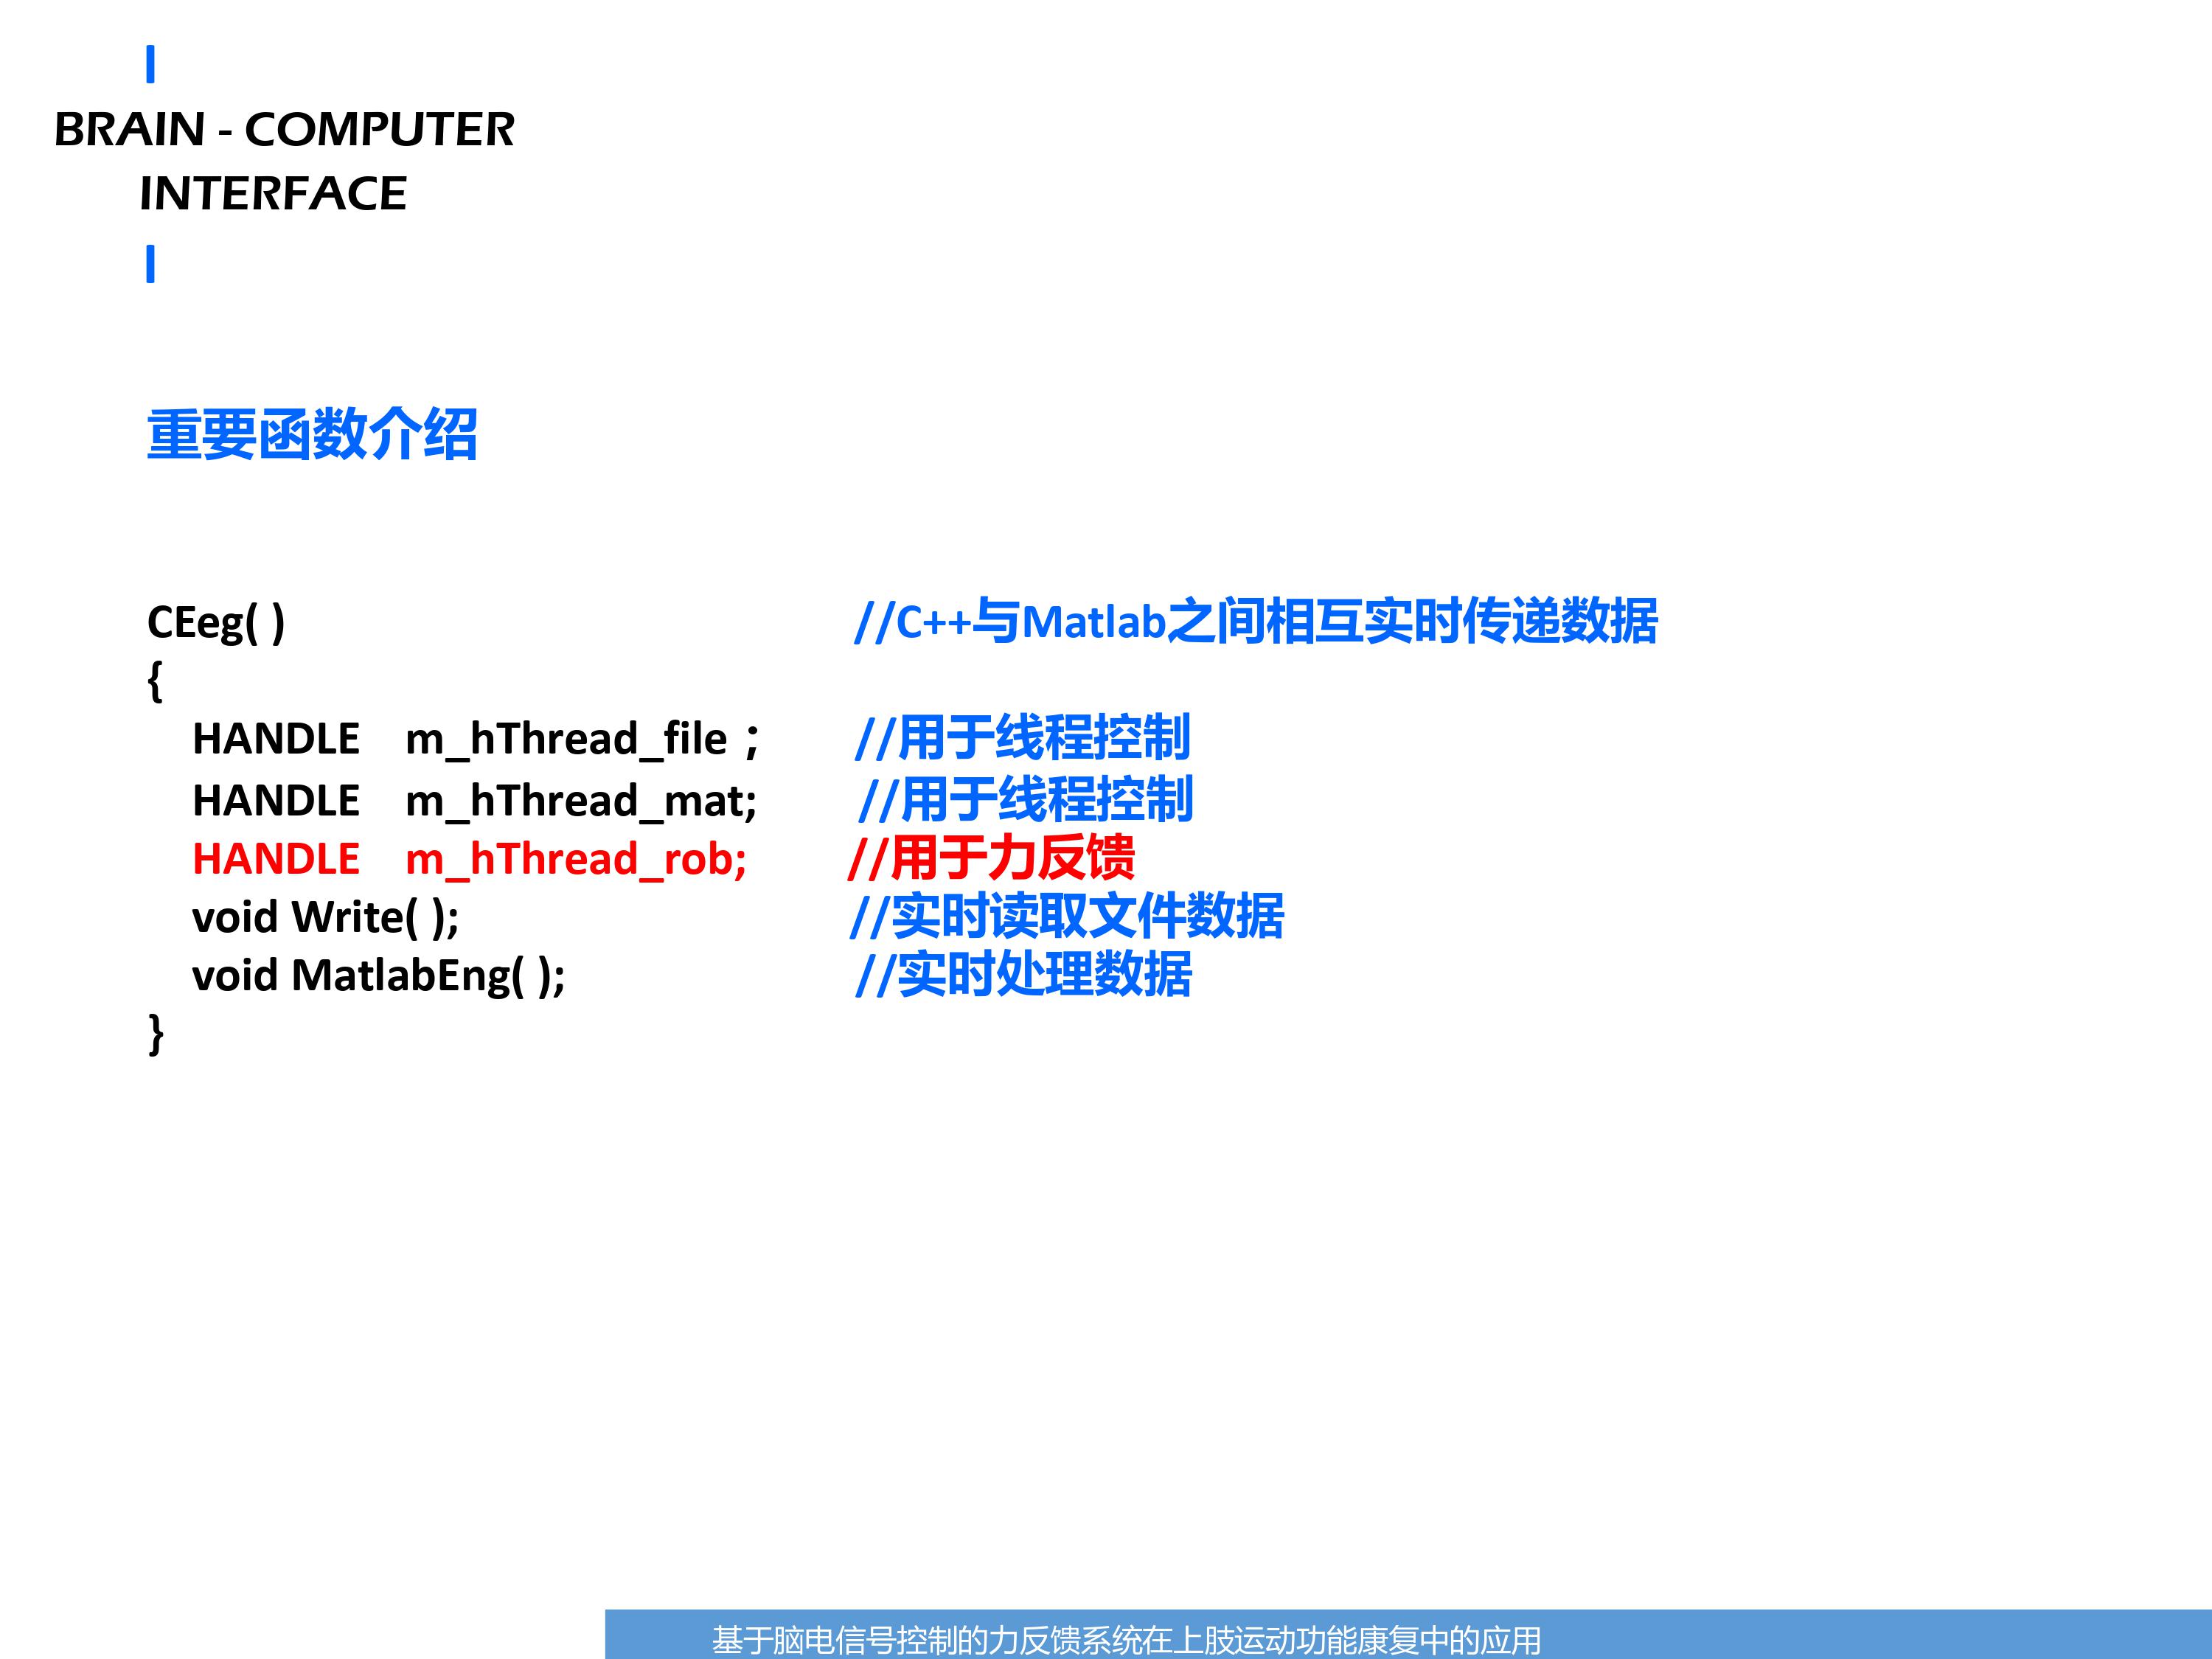 BRAIN - COMPUTER
INTERFACE
重要函数介绍
CEeg( ) //C++与Matlab之间相互实时传递数据
{
HANDLE m_hThread_file ; //用于线程控制
HANDLE m_hThread_mat; //用于线程控制
HANDLE m_hThread_rob; //用于力反馈
void Write( ); //实时读取文件数据
void MatlabEng( ); //实时处理数据
}
基于脑电信号控制的力反馈系统在上肢运动功能康复中的应用